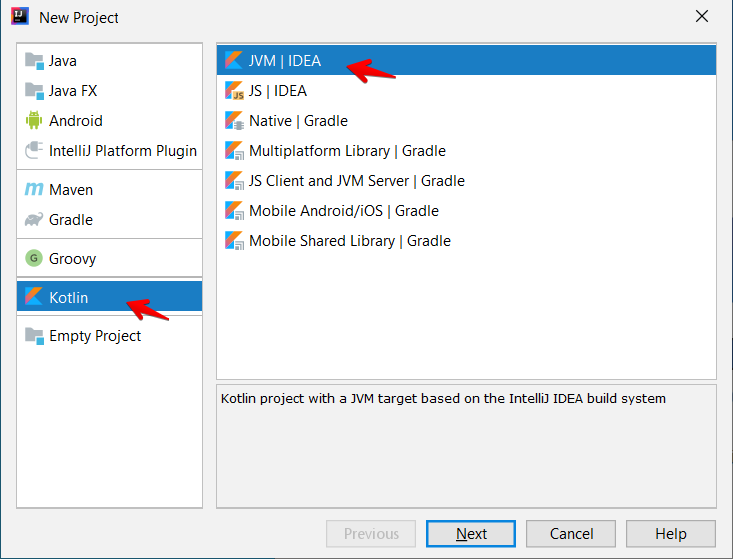 New Project
Java
Java FX
Android
IntelliJ Platform Plugin
Maven
Gradle
Groovy
Kotlin
Empty Project
JVM | IDEA
JS | IDEA
Native | Gradle
Multiplatform Library | Gradle
JS Client and JVM Server | Gradle
Mobile Android/iOS | Gradle
Mobile Shared Library | Gradle
Kotlin project with a JVM target based on the IntelliJ IDEA build system
Previous
Next
Cancel
Help